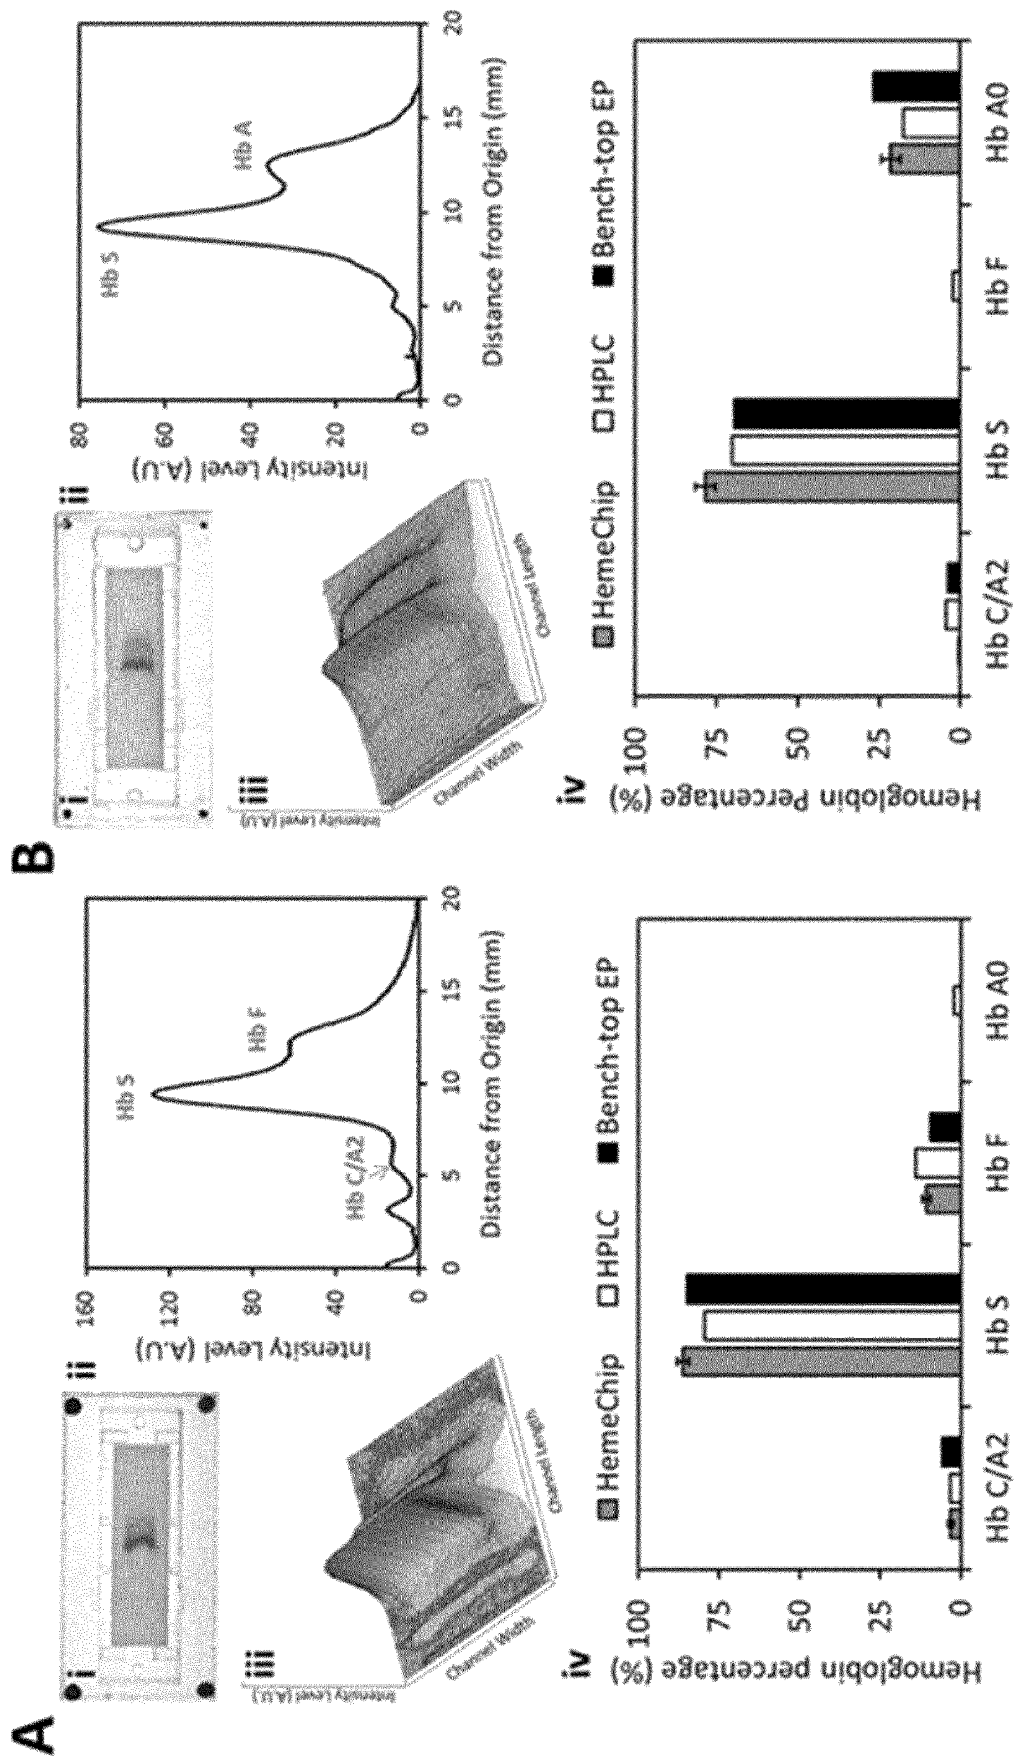 A
i
ii
Intensity Level (A.U)
160
120
80
40
0
Hb C/A2
Hb S
Hb F
0
5
10
15
20
Distance from Origin (mm)
iii
Intensity Level (A.U.)
Channel Width
Channel Length
iv
HemeChip
HPLC
Bench-top EP
Hemoglobin percentage (%)
100
75
50
25
0
Hb C/A2
Hb S
Hb F
Hb A0
B
i
ii
Intensity Level (A.U)
80
60
40
20
0
Hb S
Hb A
0
5
10
15
20
Distance from Origin (mm)
iii
Intensity Level (A.U)
Channel Width
Channel Length
iv
HemeChip
HPLC
Bench-top EP
Hemoglobin Percentage (%)
100
75
50
25
0
Hb C/A2
Hb S
Hb F
Hb A0